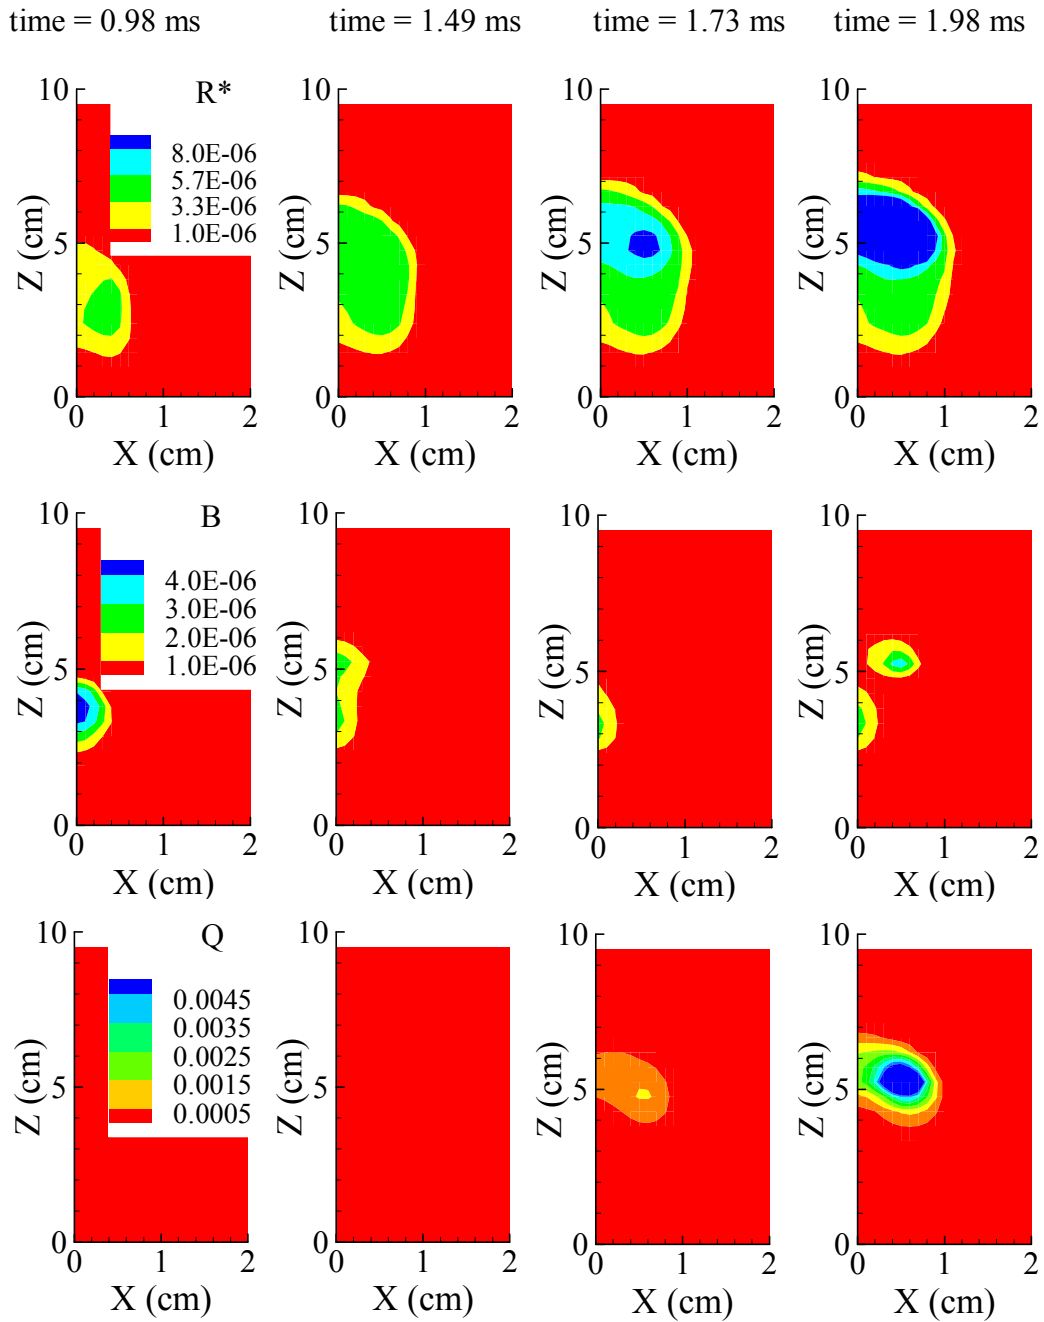 time = 0.98 ms time = 1.49 ms time = 1.73 ms time = 1.98 ms
R*
8.0E-06
5.7E-06
3.3E-06
1.0E-06
Z (cm) 10 5 0
0 1 2
X (cm)
Z (cm) 10 5 0
0 1 2
X (cm)
Z (cm) 10 5 0
0 1 2
X (cm)
Z (cm) 10 5 0
0 1 2
X (cm)
B
4.0E-06
3.0E-06
2.0E-06
1.0E-06
Z (cm) 10 5 0
0 1 2
X (cm)
Z (cm) 10 5 0
0 1 2
X (cm)
Z (cm) 10 5 0
0 1 2
X (cm)
Z (cm) 10 5 0
0 1 2
X (cm)
Q
0.0045
0.0035
0.0025
0.0015
0.0005
Z (cm) 10 5 0
0 1 2
X (cm)
Z (cm) 10 5 0
0 1 2
X (cm)
Z (cm) 10 5 0
0 1 2
X (cm)
Z (cm) 10 5 0
0 1 2
X (cm)